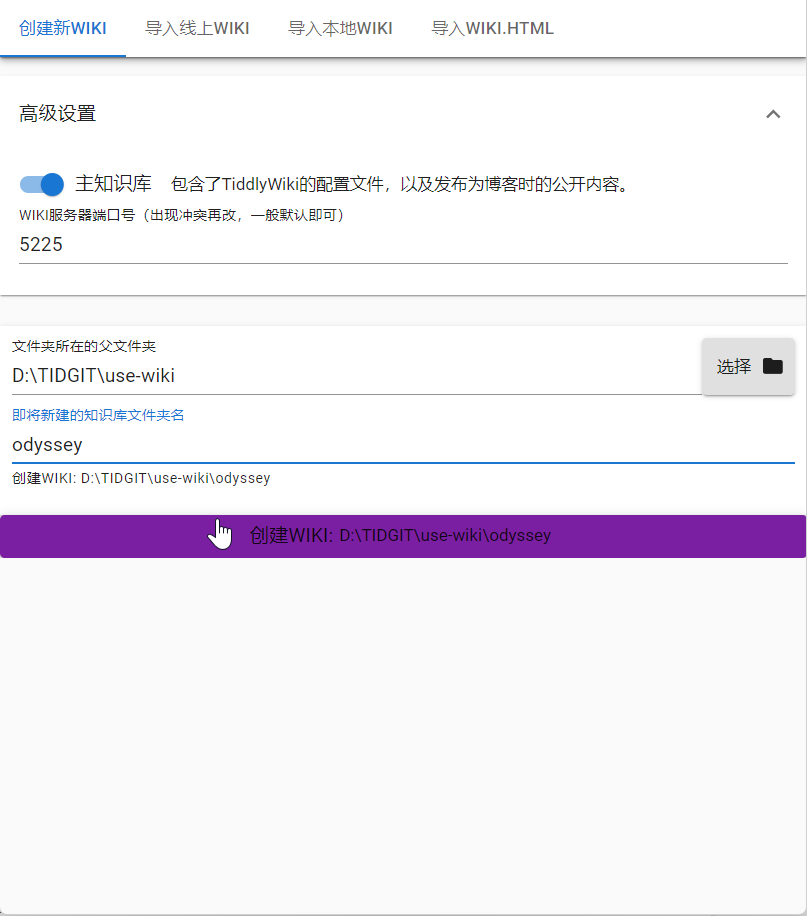 创建新WIKI 导入线上WIKI 导入本地WIKI 导入WIKI.HTML
高级设置
主知识库 包含了TiddlyWiki的配置文件，以及发布为博客时的公开内容。
WIKI服务器端口号（出现冲突再改，一般默认即可）
5225
文件夹所在的父文件夹
D:\TIDGIT\use-wiki
选择
即将新建的知识库文件夹名
odyssey
创建WIKI: D:\TIDGIT\use-wiki\odyssey
创建WIKI: D:\TIDGIT\use-wiki\odyssey